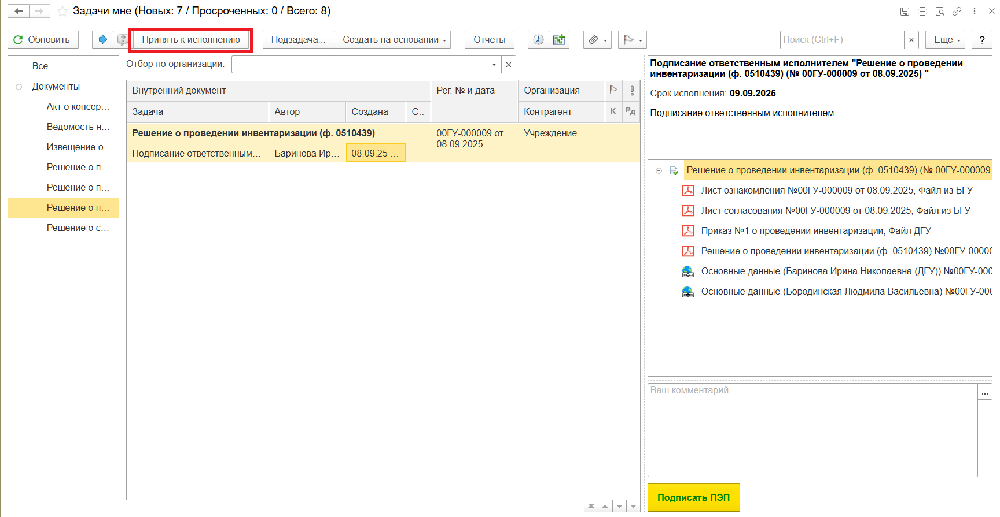 Задачи мне (Новых: 7 / Просроченных: 0 / Всего: 8)
Обновить
Принять к исполнению
Подзадача...
Создать на основании
Отчеты
Поиск (Ctrl+F)
Еще
?
Все
Документы
Акт о консер...
Ведомость н...
Извещение о...
Решение о п...
Решение о п...
Решение о п...
Решение о с...
Отбор по организации:
Внутренний документ
Рег. № и дата
Организация
Задача
Автор
Создана
С..
Контрагент
К
Рд
Решение о проведении инвентаризации (ф. 0510439)
00ГУ-000009 от
08.09.2025
Учреждение
Подписание ответственным...
Баринова Ир...
08.09.25 ...
Подписание ответственным исполнителем "Решение о проведении
инвентаризации (ф. 0510439) (№ 00ГУ-000009 от 08.09.2025) "
Срок исполнения: 09.09.2025
Подписание ответственным исполнителем
Решение о проведении инвентаризации (ф. 0510439) (№ 00ГУ-000009
Лист ознакомления №00ГУ-000009 от 08.09.2025, Файл из БГУ
Лист согласования №00ГУ-000009 от 08.09.2025, Файл из БГУ
Приказ №1 о проведении инвентаризации, Файл ДГУ
Решение о проведении инвентаризации (ф. 0510439) №00ГУ-0000
Основные данные (Баринова Ирина Николаевна (ДГУ)) №00ГУ-000
Основные данные (Бородинская Людмила Васильевна) №00ГУ-000
Ваш комментарий
...
Подписать ПЭП